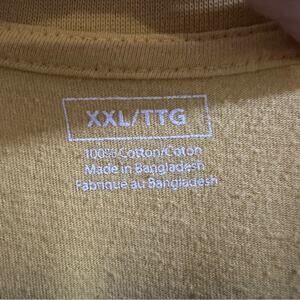 XXL/TTG
100% Cotton/Coton
Made in Bangladesh
Fabriqué au Bangladesh